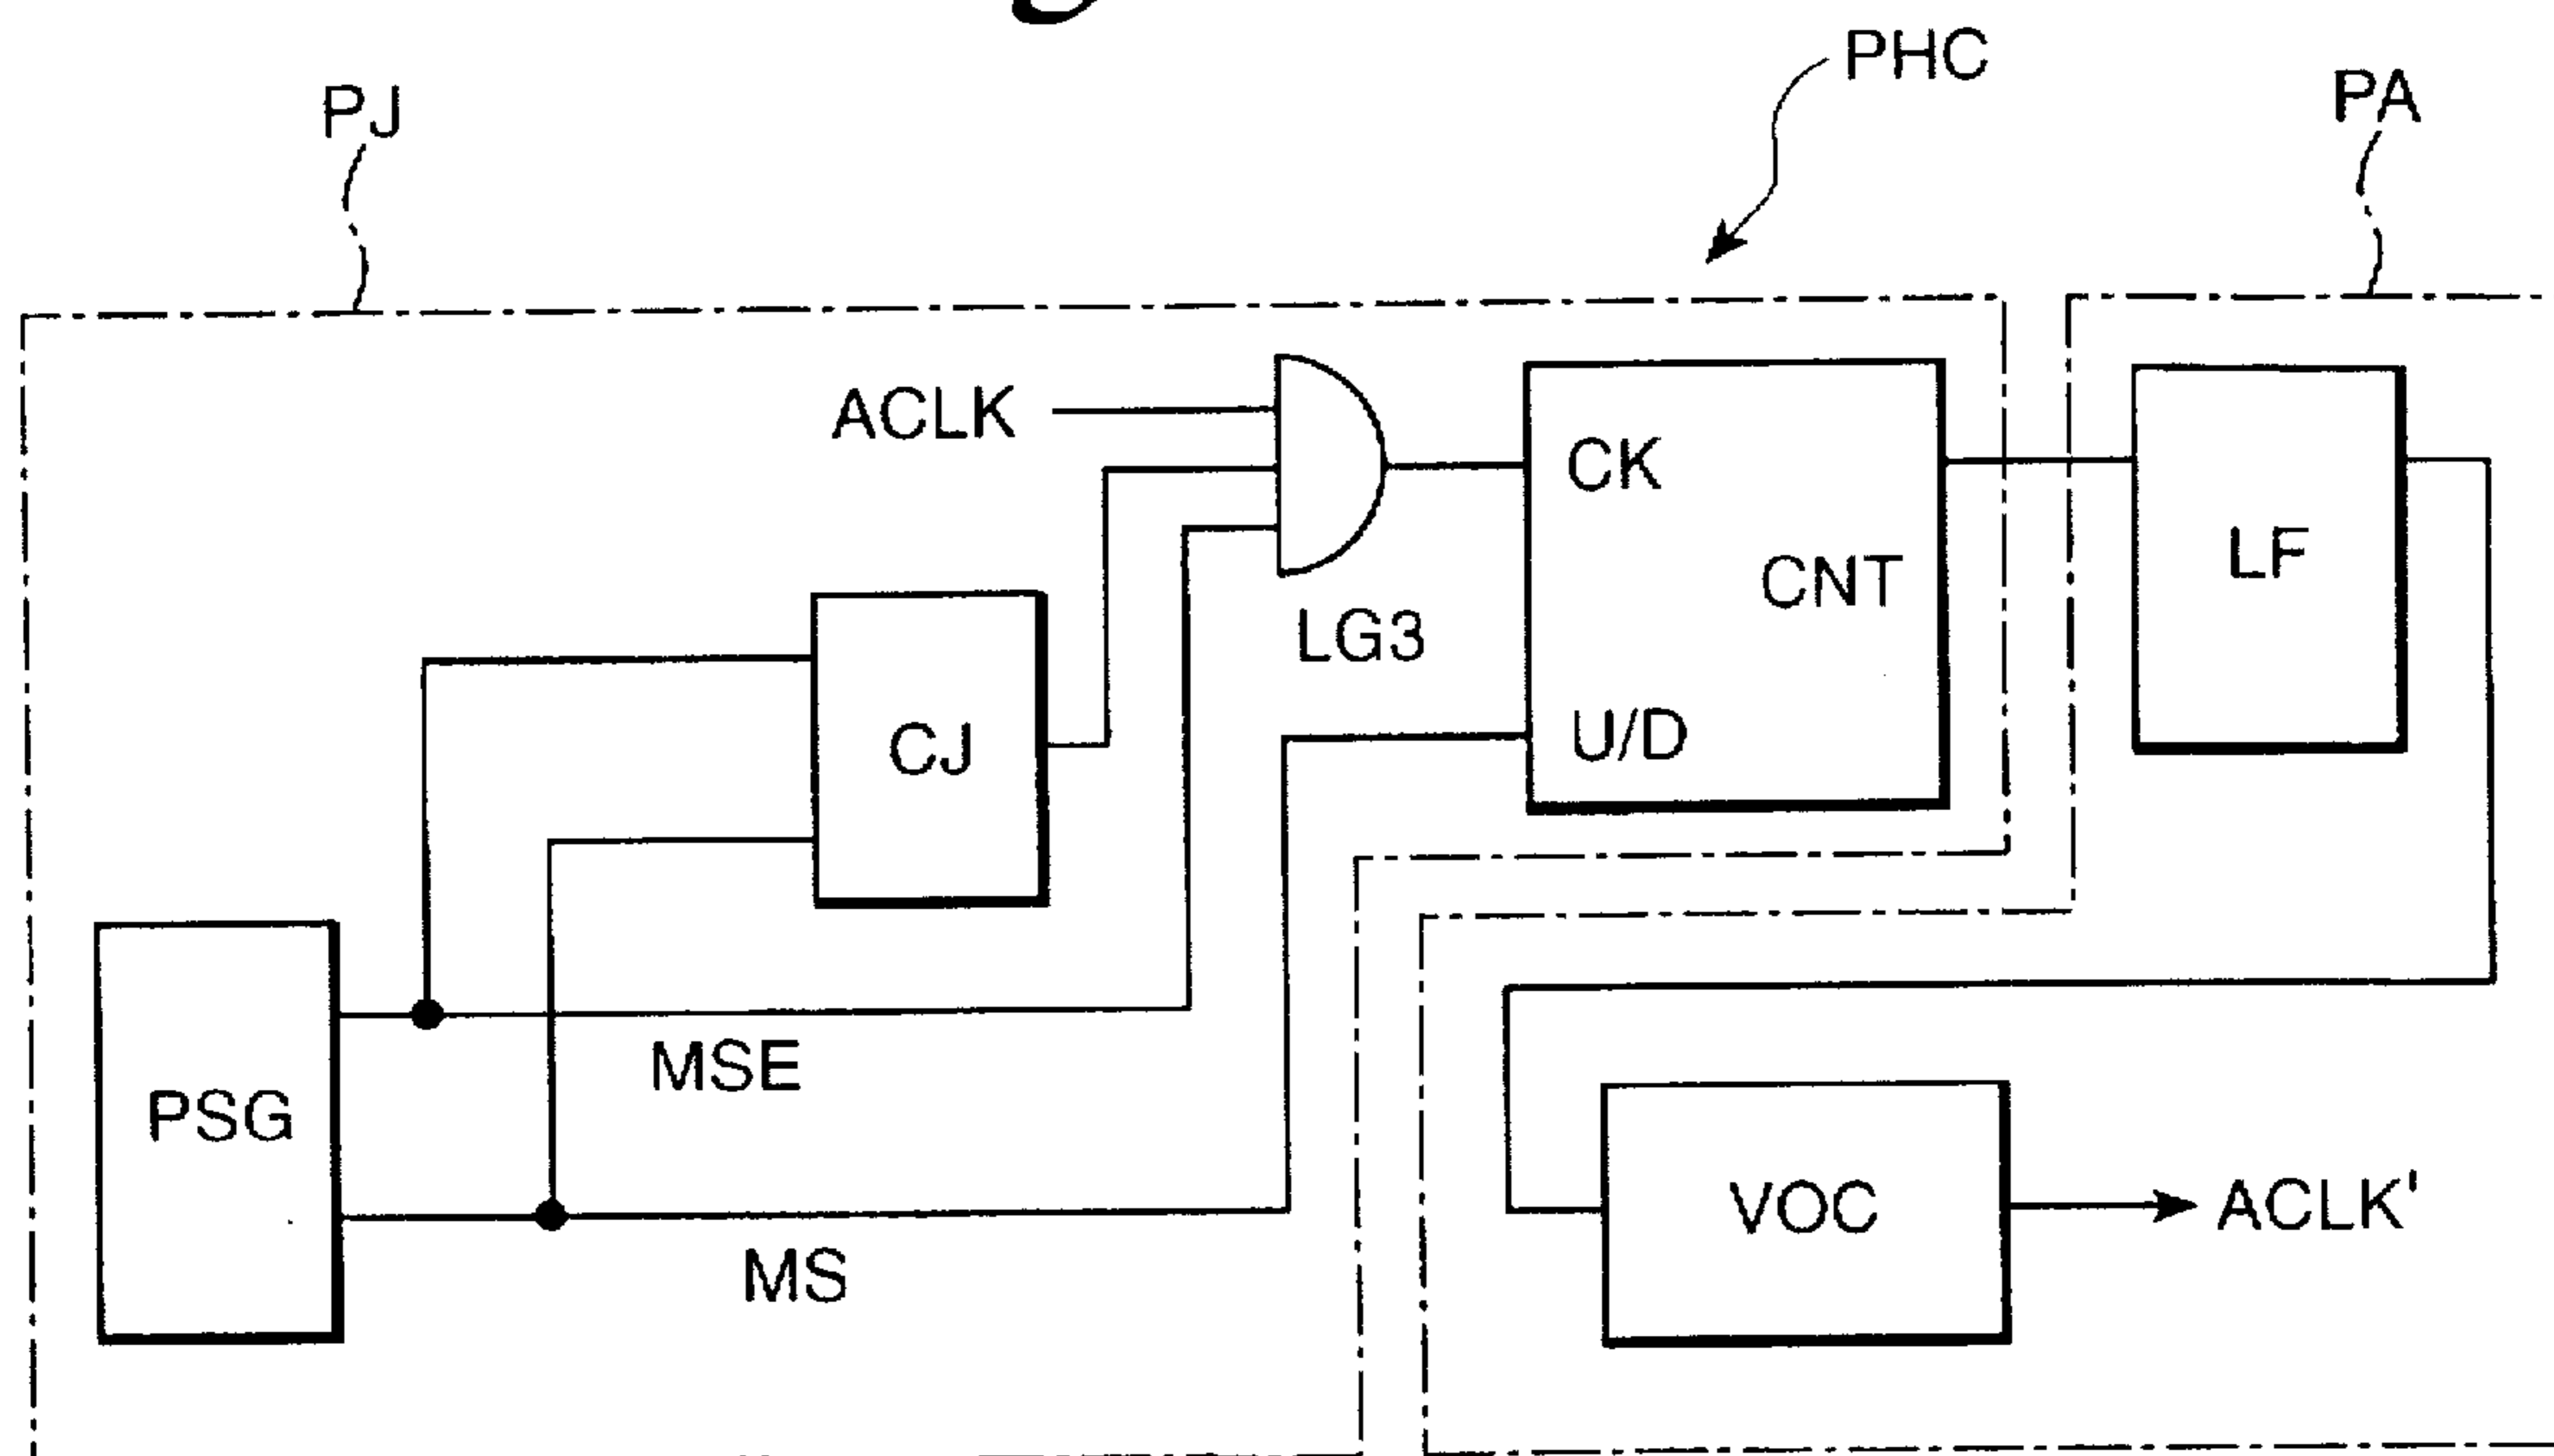 PHC
PA
PJ
ACLK
CK
CNT
LF
LG3
U/D
CJ
MSE
PSG
MS
VOC
ACLK'